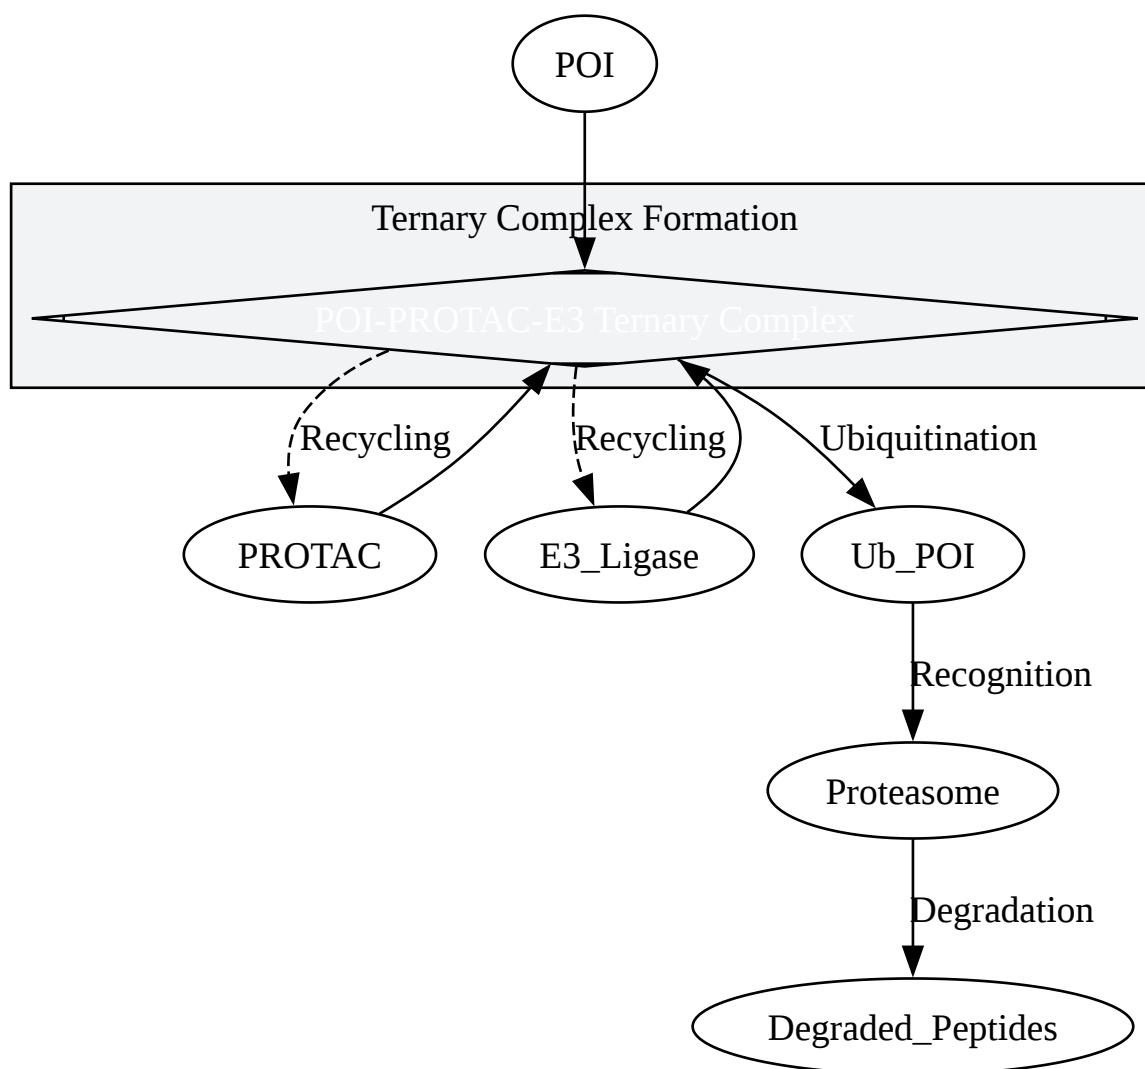 POI
Ternary Complex Formation
POI-PROTAC-E3 Ternary Complex
Recycling
Recycling
Ubiquitination
PROTAC
E3_Ligase
Ub_POI
Recognition
Proteasome
Degradation
Degraded_Peptides